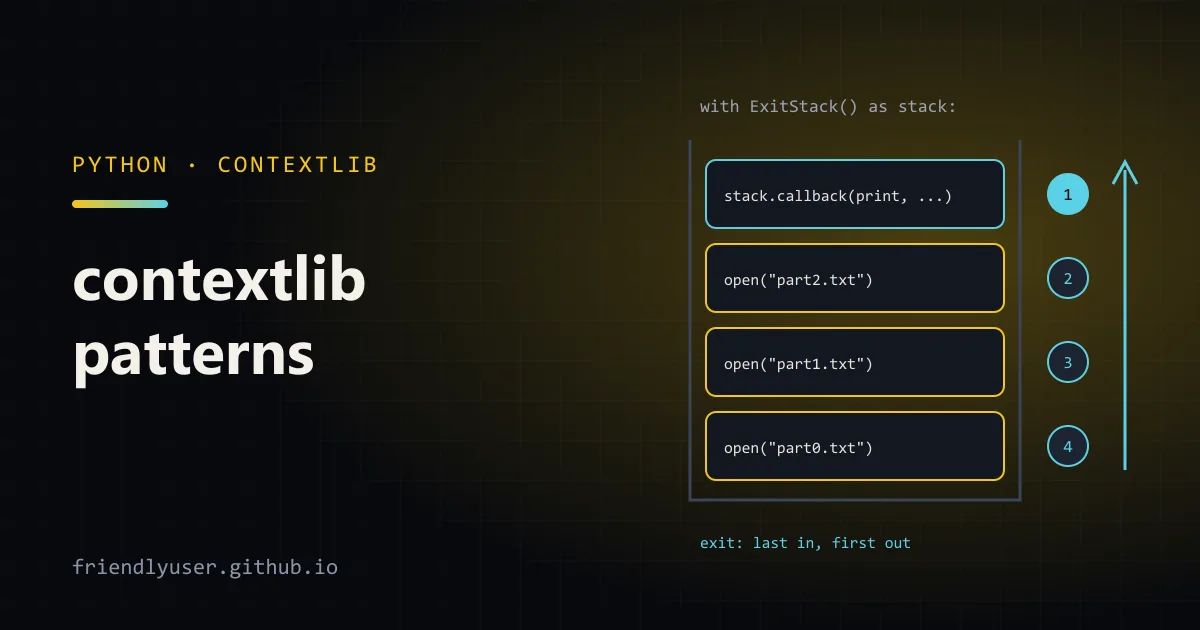 PYTHON · CONTEXTLIB
contextlib
patterns
friendlyuser.github.io
with ExitStack() as stack:
stack.callback(print, ...)
1
open("part2.txt")
2
open("part1.txt")
3
open("part0.txt")
4
exit: last in, first out